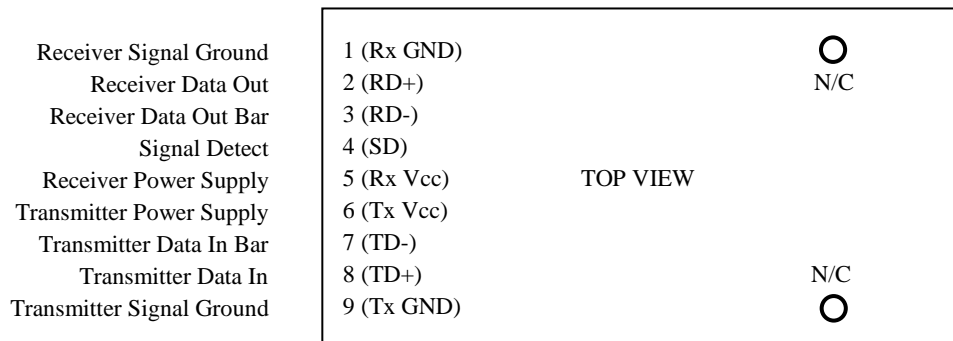 Receiver Signal Ground 1 (Rx GND)
Receiver Data Out 2 (RD+) N/C
Receiver Data Out Bar 3 (RD-)
Signal Detect 4 (SD)
Receiver Power Supply 5 (Rx Vcc) TOP VIEW
Transmitter Power Supply 6 (Tx Vcc)
Transmitter Data In Bar 7 (TD-)
Transmitter Data In 8 (TD+) N/C
Transmitter Signal Ground 9 (Tx GND)